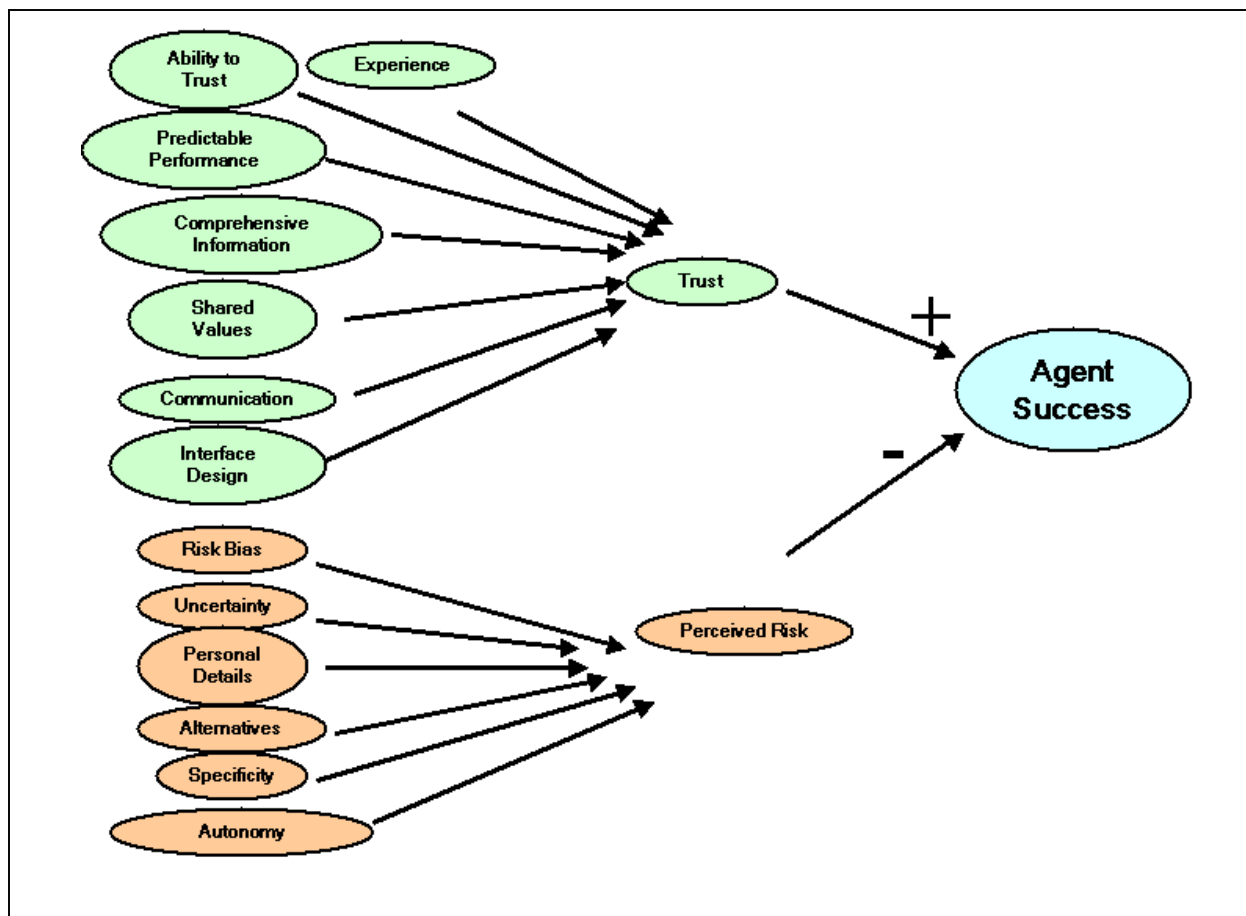 Ability to
Trust
Experience
Predictable
Performance
Comprehensive
Information
Shared
Values
Communication
Interface
Design
Trust
+
Agent
Success
-
Risk Bias
Uncertainty
Personal
Details
Alternatives
Specificity
Autonomy
Perceived Risk